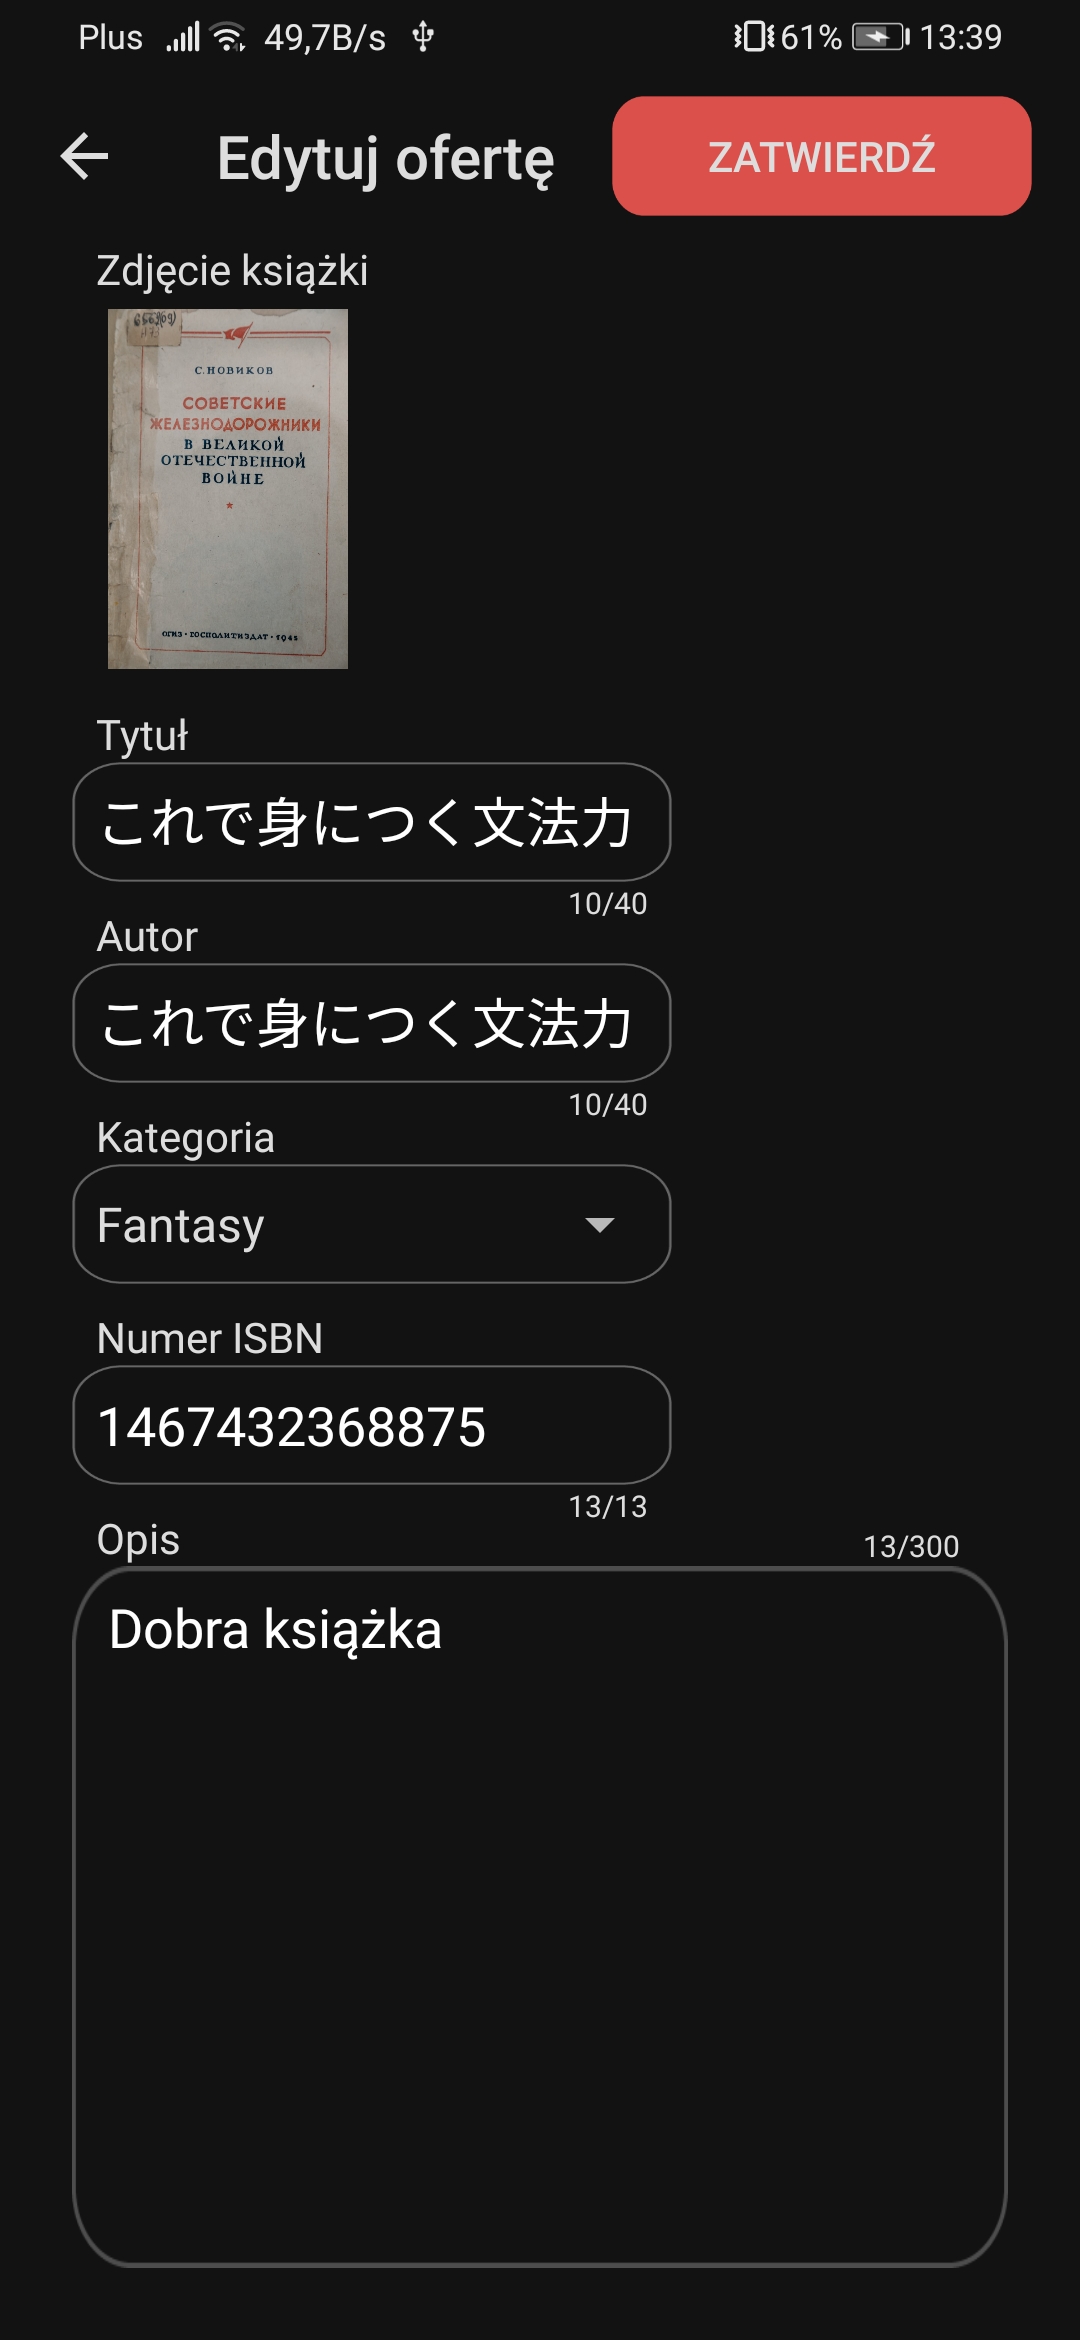 Plus 49,7B/s 61% 13:39
Edytuj ofertę
ZATWIERDŹ
Zdjęcie książki
С. НОВИКОВ
СОВЕТСКИЕ
ЖЕЛЕЗНОДОРОЖНИКИ
В ВЕЛИКОЙ
ОТЕЧЕСТВЕННОЙ
ВОЙНЕ
ОГИЗ • ГОСПОЛИТИЗДАТ • 1945
Tytuł
これで身につく文法力
10/40
Autor
これで身につく文法力
10/40
Kategoria
Fantasy
Numer ISBN
1467432368875
13/13
Opis
13/300
Dobra książka